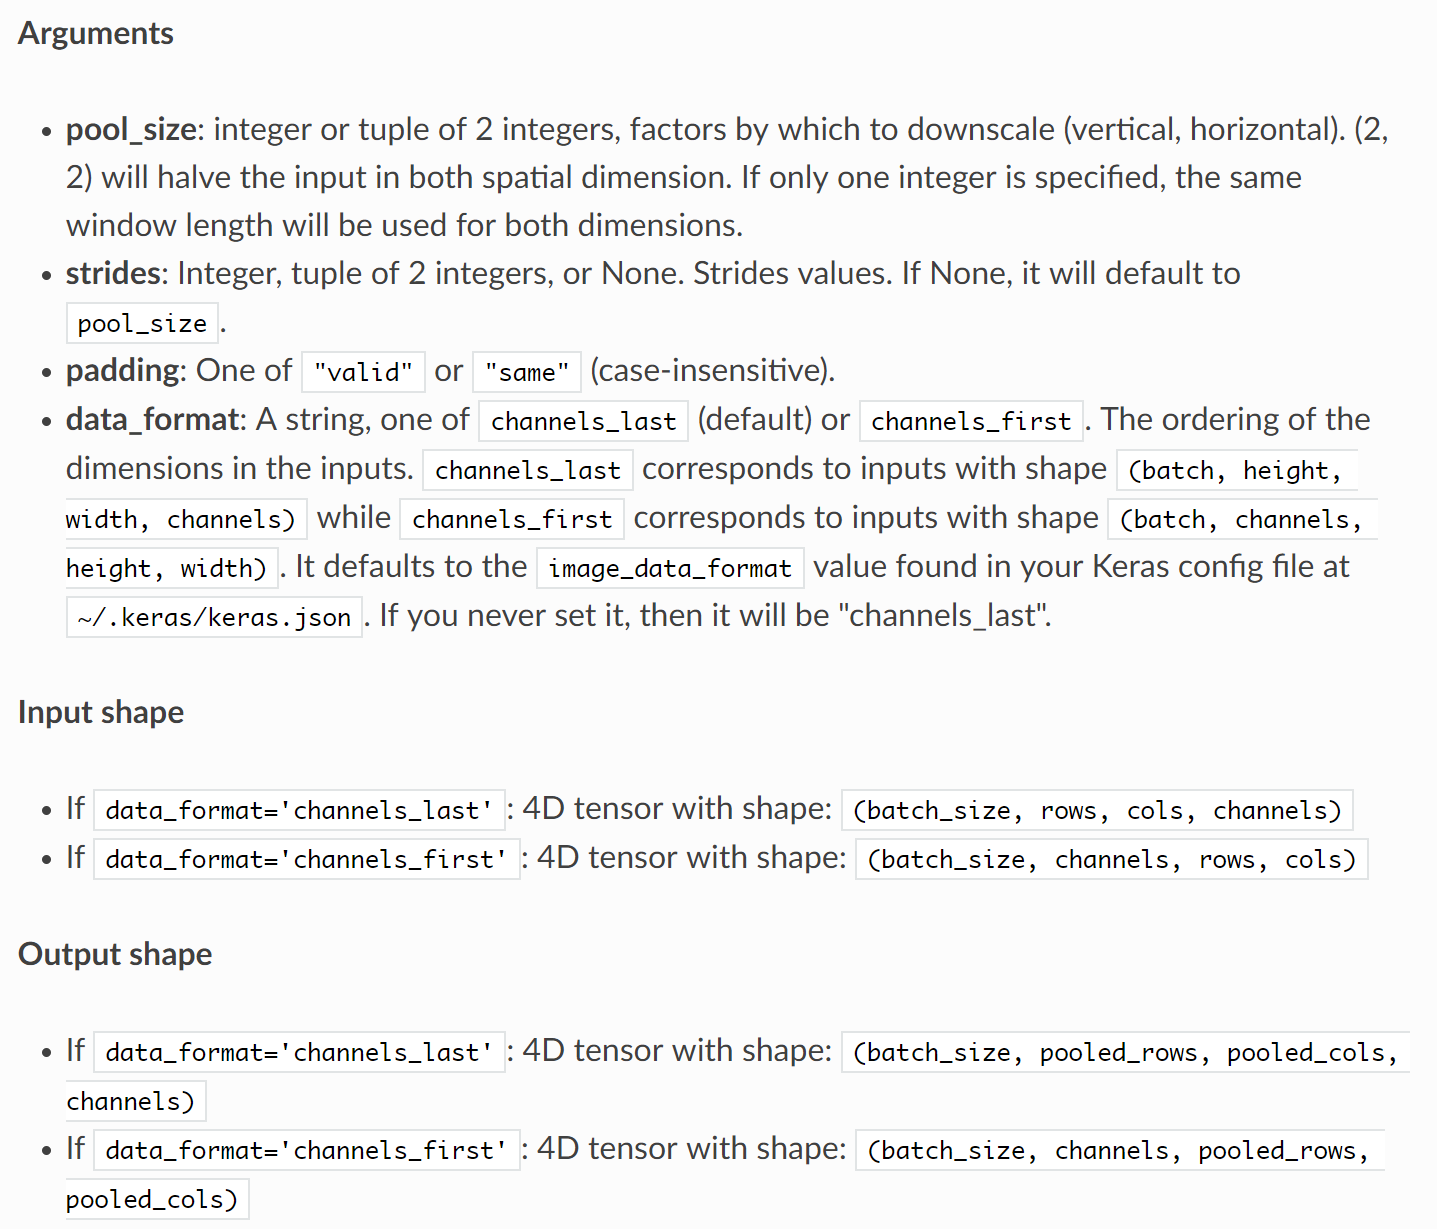 Arguments
• pool_size: integer or tuple of 2 integers, factors by which to downscale (vertical, horizontal). (2,
2) will halve the input in both spatial dimension. If only one integer is specified, the same
window length will be used for both dimensions.
• strides: Integer, tuple of 2 integers, or None. Strides values. If None, it will default to
pool_size.
• padding: One of "valid" or "same" (case-insensitive).
• data_format: A string, one of channels_last (default) or channels_first. The ordering of the
dimensions in the inputs. channels_last corresponds to inputs with shape (batch, height,
width, channels) while channels_first corresponds to inputs with shape (batch, channels,
height, width). It defaults to the image_data_format value found in your Keras config file at
~/.keras/keras.json. If you never set it, then it will be "channels_last".
Input shape
• If data_format='channels_last': 4D tensor with shape: (batch_size, rows, cols, channels)
• If data_format='channels_first': 4D tensor with shape: (batch_size, channels, rows, cols)
Output shape
• If data_format='channels_last': 4D tensor with shape: (batch_size, pooled_rows, pooled_cols,
channels)
• If data_format='channels_first': 4D tensor with shape: (batch_size, channels, pooled_rows,
pooled_cols)